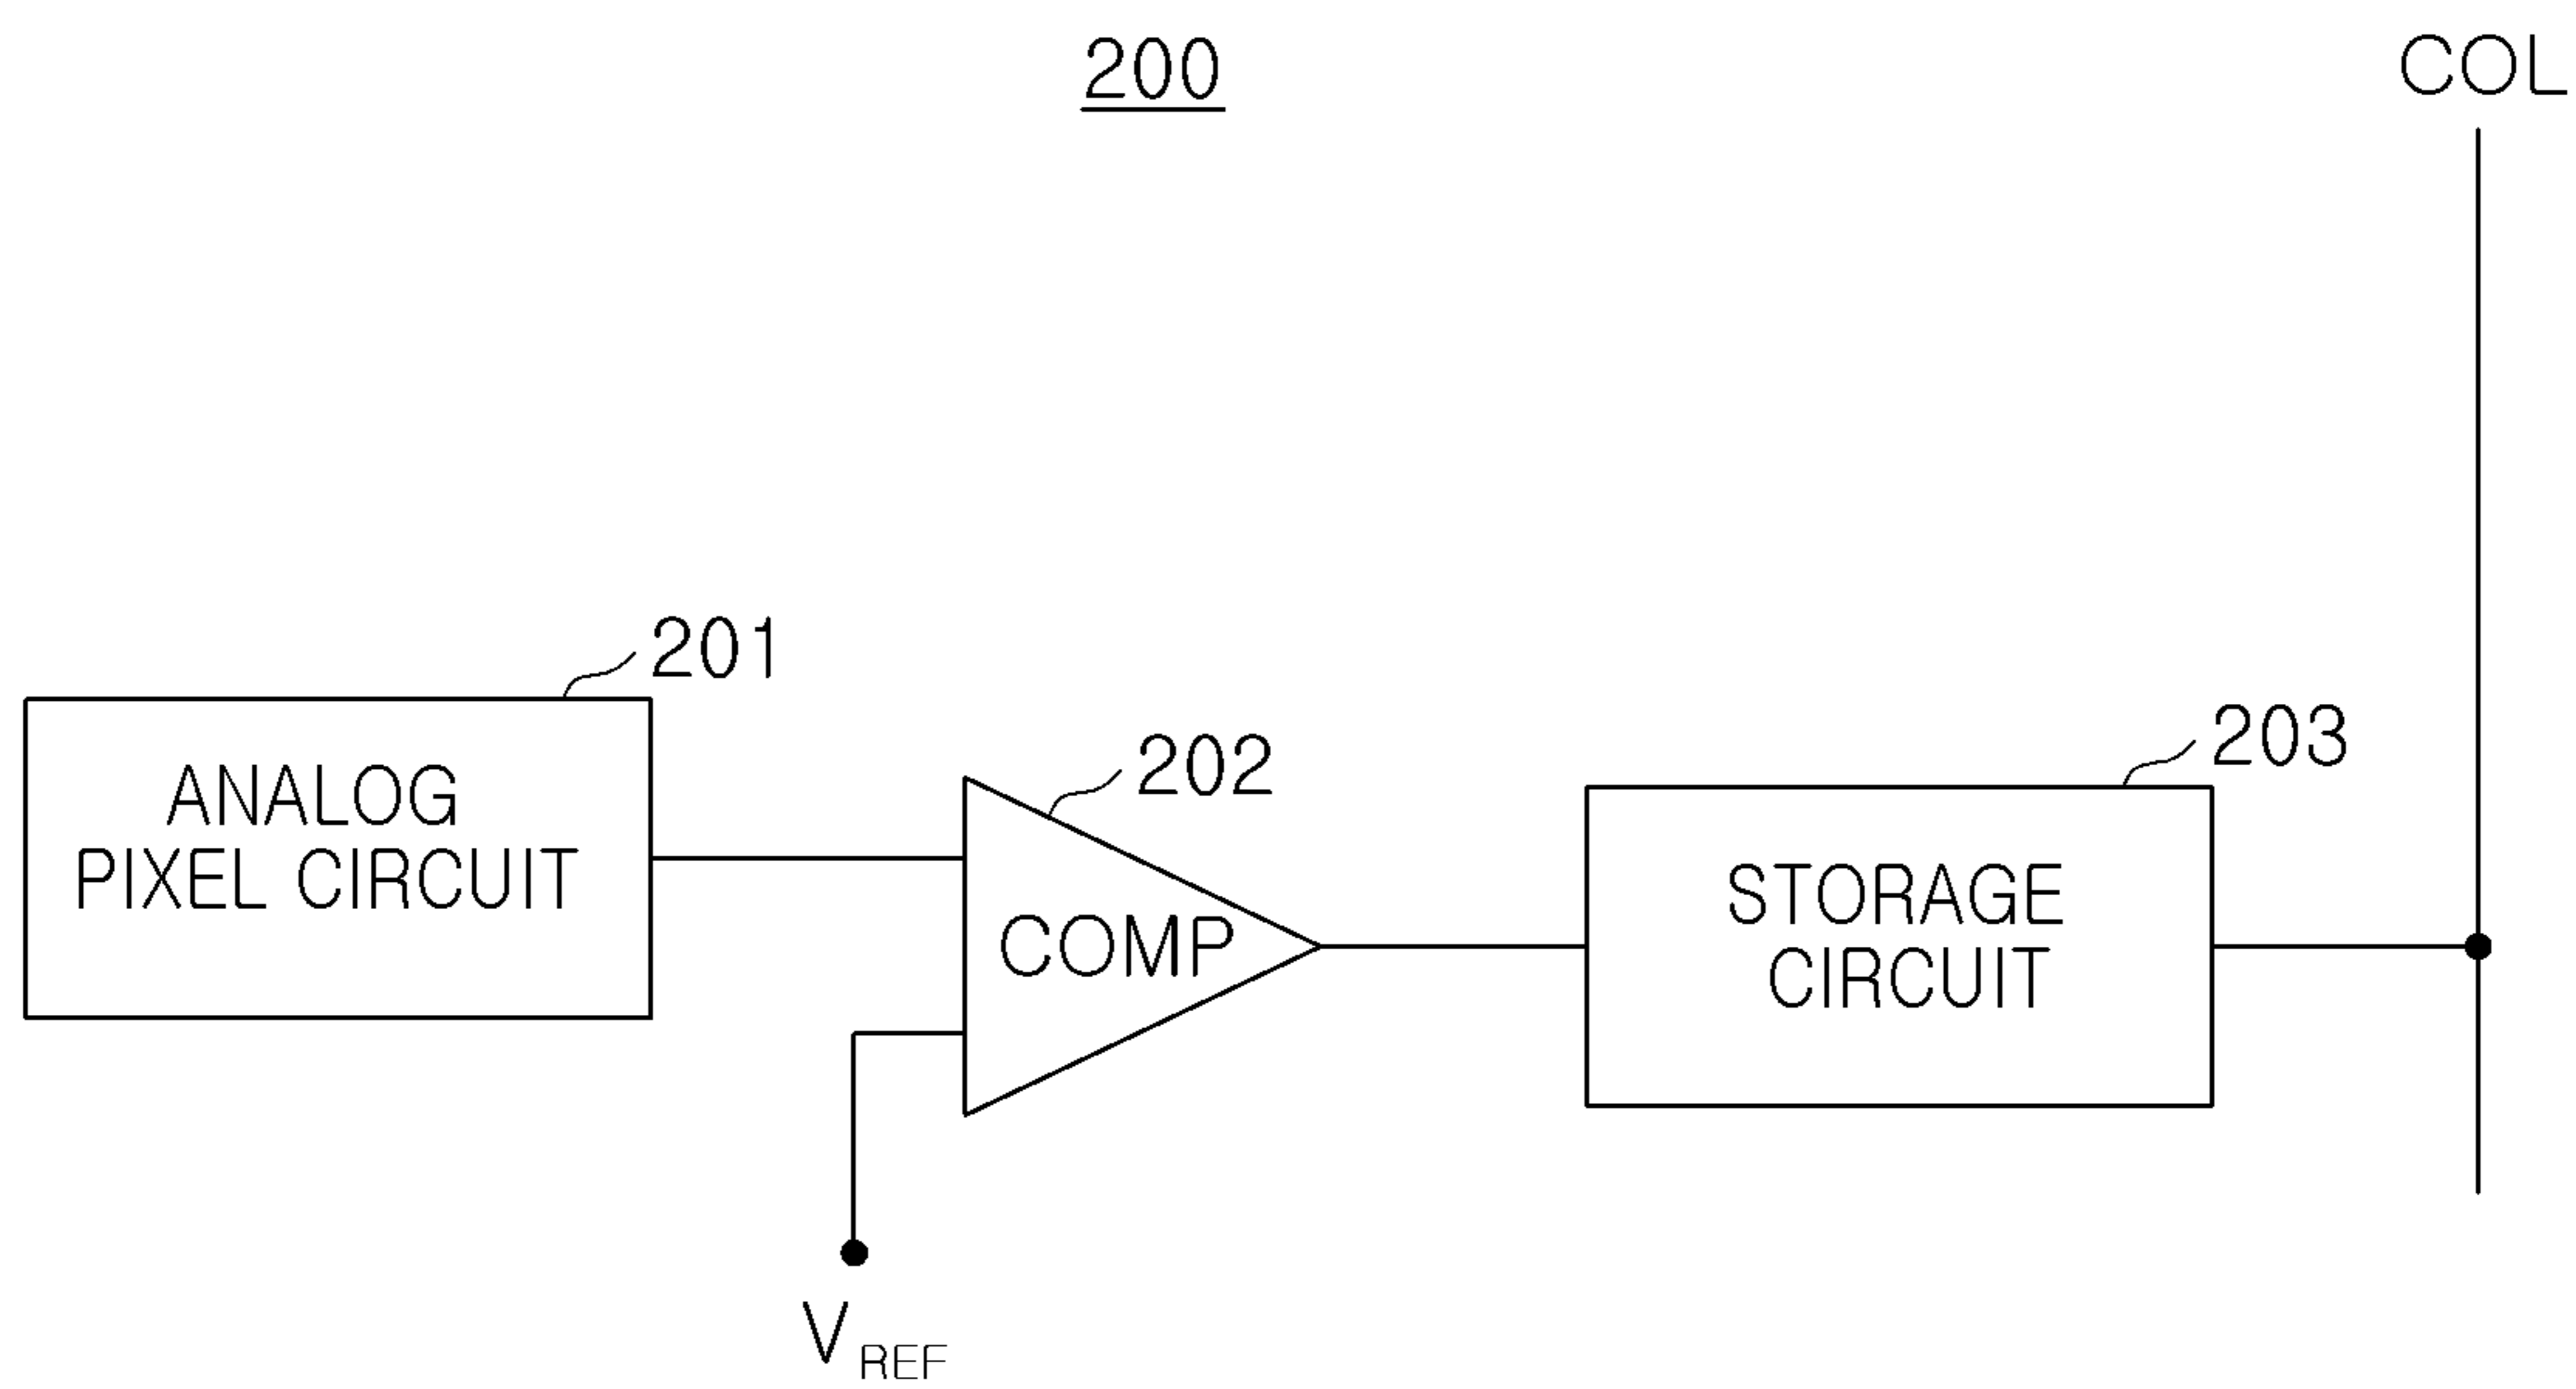 200
COL
201
ANALOG
PIXEL CIRCUIT
202
COMP
203
STORAGE
CIRCUIT
VREF